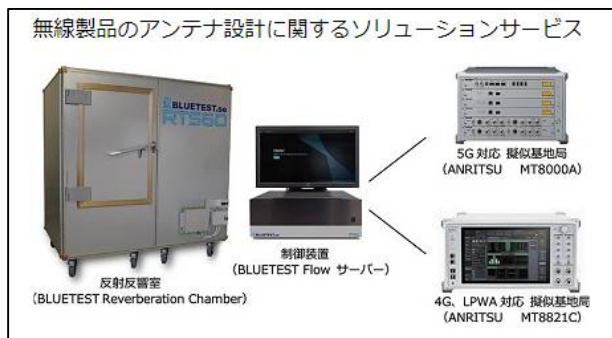 無線製品のアンテナ設計に関するソリューションサービス
BLUETEST.se
RTS60
反射反響室
(BLUETEST Reverberation Chamber)
BLUETEST
制御装置
(BLUETEST Flow サーバー)
5G 対応 擬似基地局
(ANRITSU MT8000A)
4G、LPWA 対応 擬似基地局
(ANRITSU MT8821C)